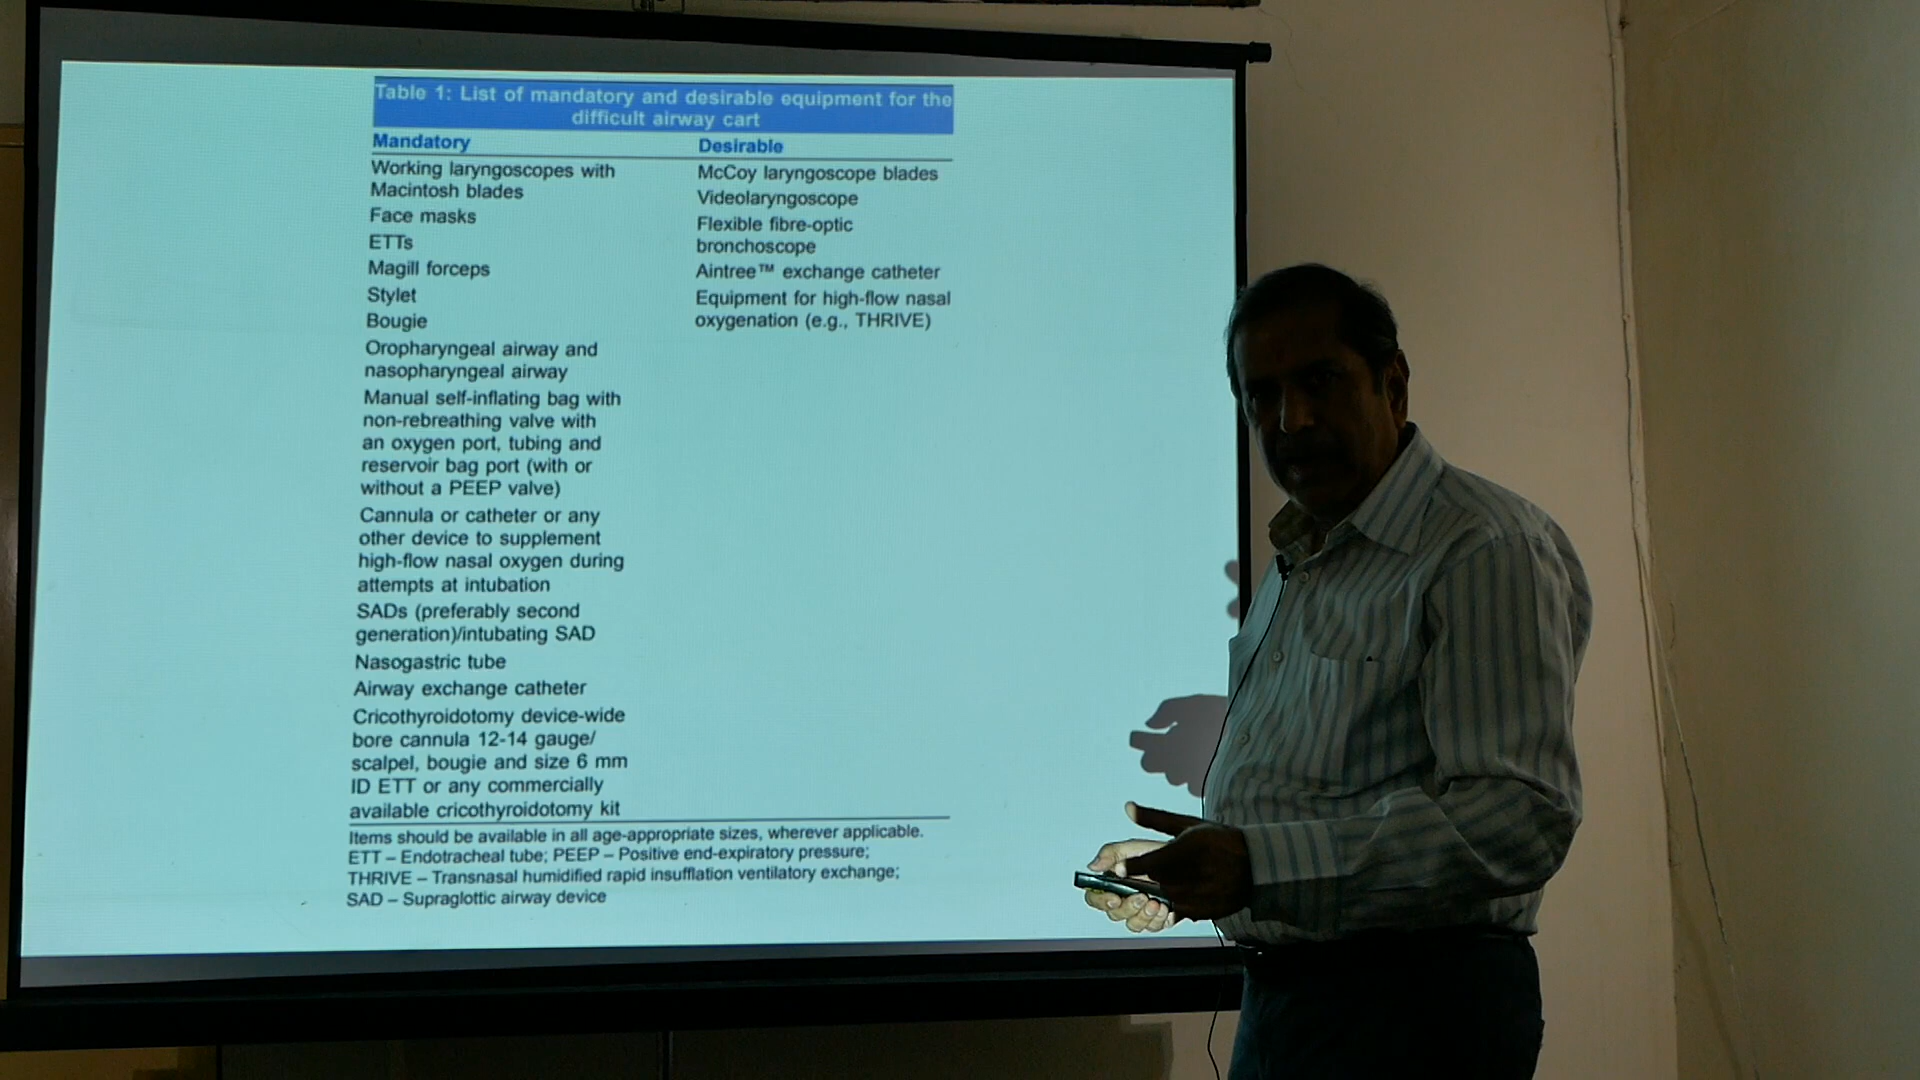 Table 1: List of mandatory and desirable equipment for the
difficult airway cart
Mandatory
Working laryngoscopes with
Macintosh blades
Face masks
ETTs
Magill forceps
Stylet
Bougie
Oropharyngeal airway and
nasopharyngeal airway
Manual self-inflating bag with
non-rebreathing valve with
an oxygen port, tubing and
reservoir bag port (with or
without a PEEP valve)
Cannula or catheter or any
other device to supplement
high-flow nasal oxygen during
attempts at intubation
SADs (preferably second
generation)/intubating SAD
Nasogastric tube
Airway exchange catheter
Cricothyroidotomy device-wide
bore cannula 12-14 gauge/
scalpel, bougie and size 6 mm
ID ETT or any commercially
available cricothyroidotomy kit
Desirable
McCoy laryngoscope blades
Videolaryngoscope
Flexible fibre-optic
bronchoscope
Aintree™ exchange catheter
Equipment for high-flow nasal
oxygenation (e.g., THRIVE)
Items should be available in all age-appropriate sizes, wherever applicable.
ETT – Endotracheal tube; PEEP – Positive end-expiratory pressure;
THRIVE – Transnasal humidified rapid insufflation ventilatory exchange;
SAD – Supraglottic airway device